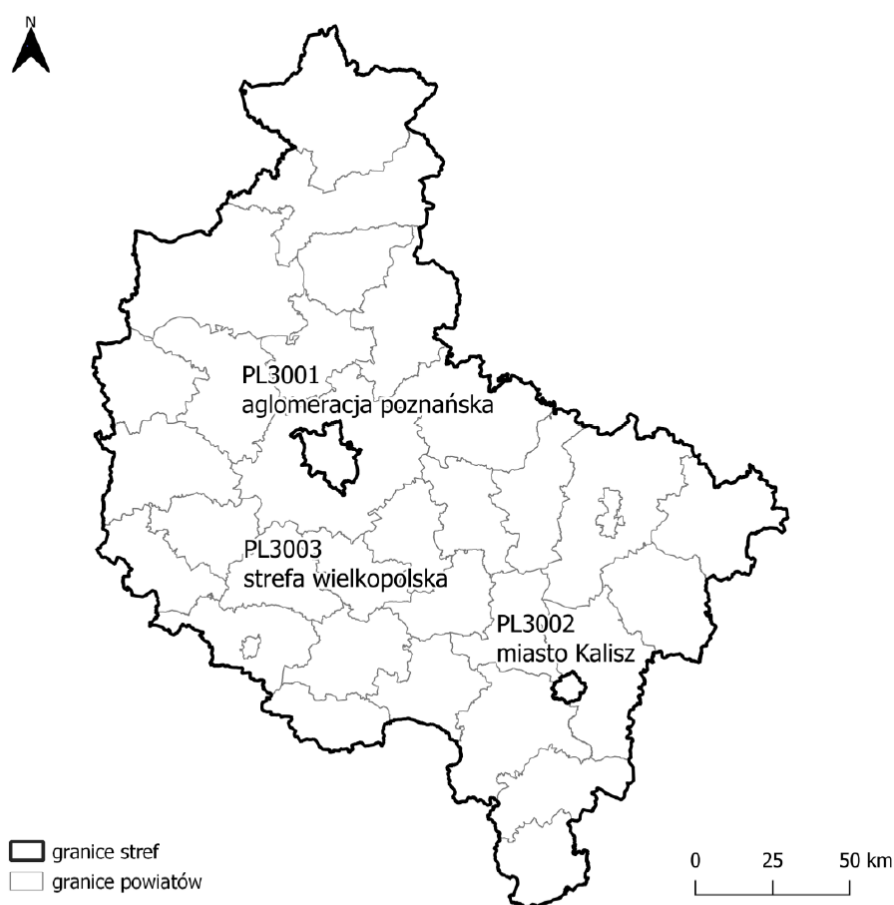 N
PL3001
aglomeracja poznańska
PL3003
strefa wielkopolska
PL3002
miasto Kalisz
granice stref
granice powiatów
0 25 50 km